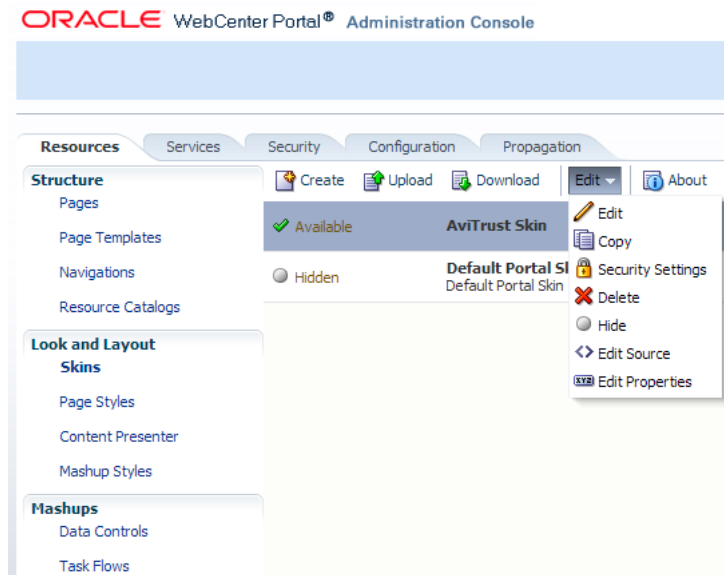 ORACLE WebCenter Portal® Administration Console
Resources Services Security Configuration Propagation
Structure
Pages
Page Templates
Navigations
Resource Catalogs
Look and Layout
Skins
Page Styles
Content Presenter
Mashup Styles
Mashups
Data Controls
Task Flows
Create Upload Download Edit About
Available AviTrust Skin
Hidden Default Portal
Default Portal Skin
Edit
Copy
Security Settings
Delete
Hide
Edit Source
XYZ Edit Properties